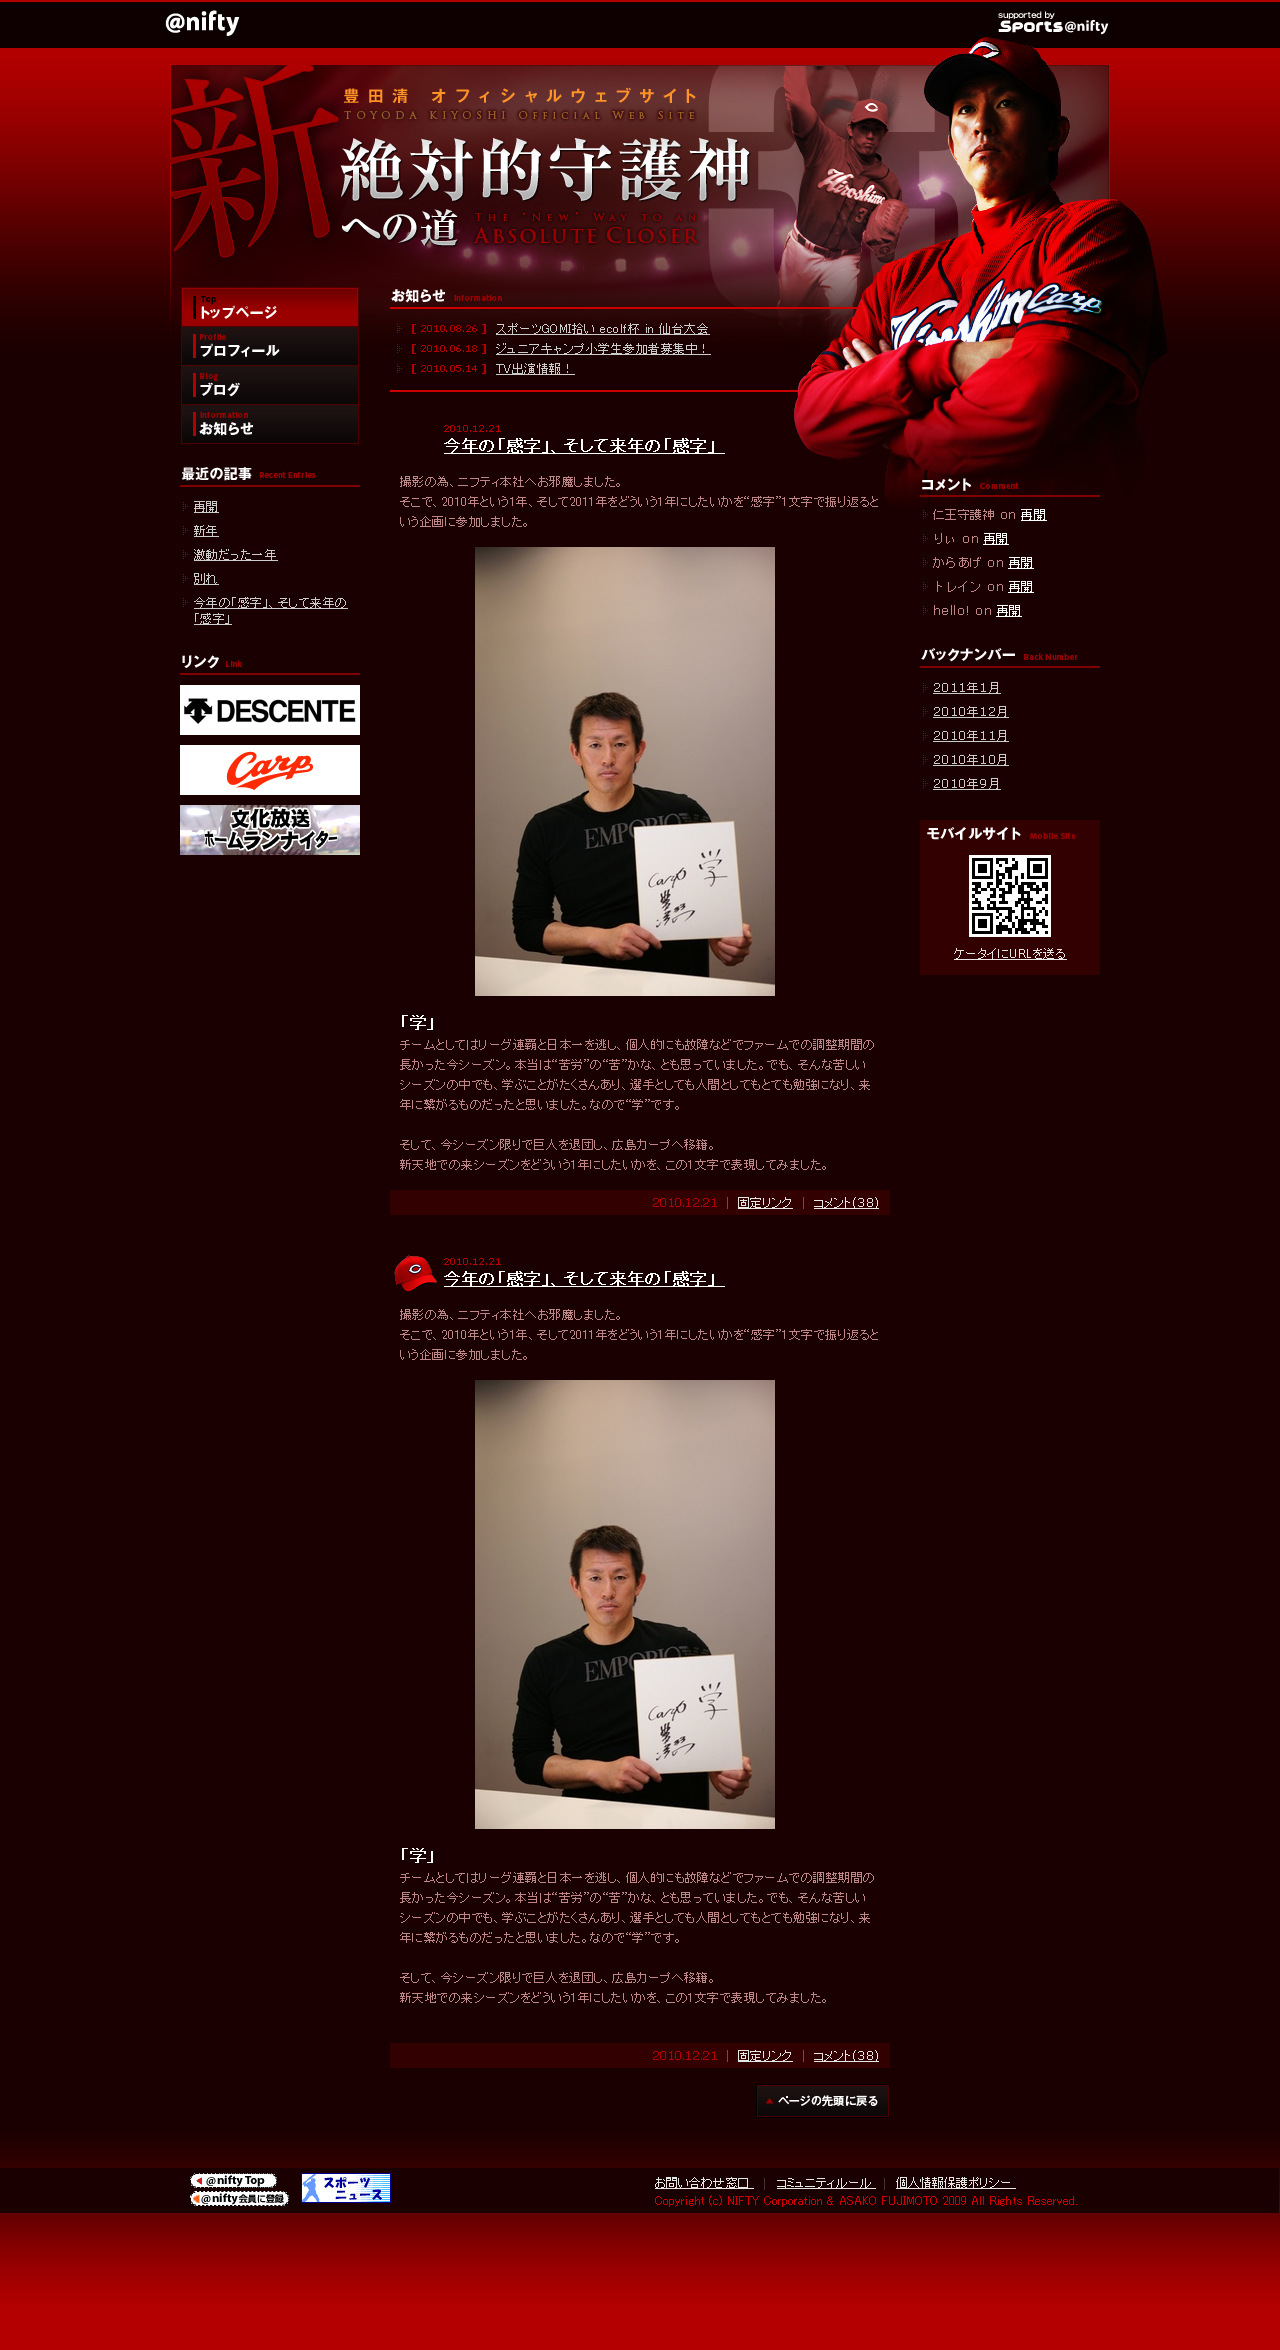 @nifty
supported by
Sports@nifty
新
豊田清 オフィシャルウェブサイト
TOYODA KIYOSHI OFFICIAL WEB SITE
絶対的守護神
への道
THE "NEW" WAY TO AN
ABSOLUTE CLOSER
Hiroshima
Carp
Top
トップページ
Profile
プロフィール
Blog
ブログ
Information
お知らせ
最近の記事 Recent Entries
再開
新年
激動だった一年
別れ
今年の「感字」、そして来年の
「感字」
リンク Link
DESCENTE
Carp
文化放送
ホームランナイター
お知らせ Information
[ 2010.08.26 ] スポーツGOMI拾い ecolf杯 in 仙台大会
[ 2010.06.18 ] ジュニアキャンプ小学生参加者募集中！
[ 2010.05.14 ] TV出演情報！
2010.12.21
今年の「感字」、そして来年の「感字」
撮影の為、ニフティ本社へお邪魔しました。
そこで、2010年という1年、そして2011年をどういう1年にしたいかを“感字”1文字で振り返ると
いう企画に参加しました。
EMPORIO
Carp 学
「学」
チームとしてはリーグ連覇と日本一を逃し、個人的にも故障などでファームでの調整期間の
長かった今シーズン。本当は“苦労”の“苦”かな、とも思っていました。でも、そんな苦しい
シーズンの中でも、学ぶことがたくさんあり、選手としても人間としてもとても勉強になり、来
年に繋がるものだったと思いました。なので“学”です。
そして、今シーズン限りで巨人を退団し、広島カープへ移籍。
新天地での来シーズンをどういう1年にしたいかを、この1文字で表現してみました。
2010.12.21 | 固定リンク | コメント(38)
2010.12.21
今年の「感字」、そして来年の「感字」
撮影の為、ニフティ本社へお邪魔しました。
そこで、2010年という1年、そして2011年をどういう1年にしたいかを“感字”1文字で振り返ると
いう企画に参加しました。
EMPORIO
Carp 学
「学」
チームとしてはリーグ連覇と日本一を逃し、個人的にも故障などでファームでの調整期間の
長かった今シーズン。本当は“苦労”の“苦”かな、とも思っていました。でも、そんな苦しい
シーズンの中でも、学ぶことがたくさんあり、選手としても人間としてもとても勉強になり、来
年に繋がるものだったと思いました。なので“学”です。
そして、今シーズン限りで巨人を退団し、広島カープへ移籍。
新天地での来シーズンをどういう1年にしたいかを、この1文字で表現してみました。
2010.12.21 | 固定リンク | コメント(38)
ページの先頭に戻る
コメント Comment
仁王守護神 on 再開
りぃ on 再開
からあげ on 再開
トレイン on 再開
hello! on 再開
バックナンバー Back Number
2011年1月
2010年12月
2010年11月
2010年10月
2010年9月
モバイルサイト Mobile Site
ケータイにURLを送る
@nifty Top
@nifty会員に登録
スポーツ
ニュース
お問い合わせ窓口 | コミュニティルール | 個人情報保護ポリシー
Copyright (c) NIFTY Corporation & ASAKO FUJIMOTO 2009 All Rights Reserved.